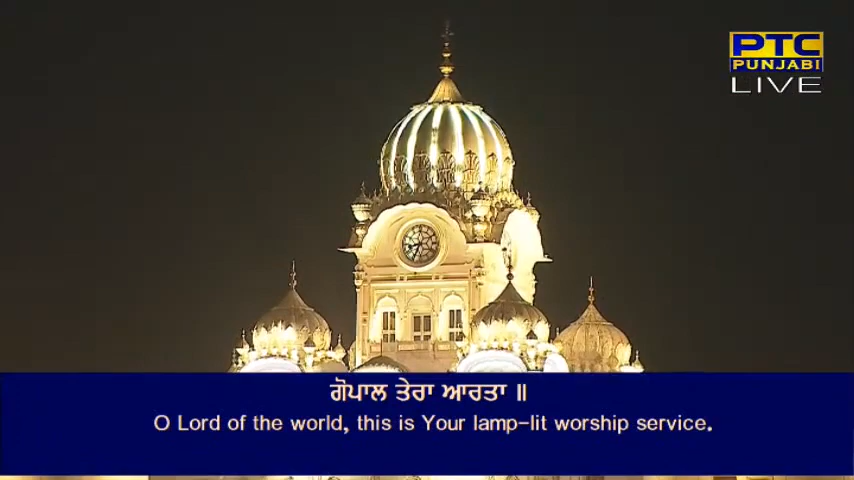 PTC
PUNJABI
LIVE
ਗੋਪਾਲ ਤੇਰਾ ਆਰਤਾ ॥
O Lord of the world, this is Your lamp-lit worship service.